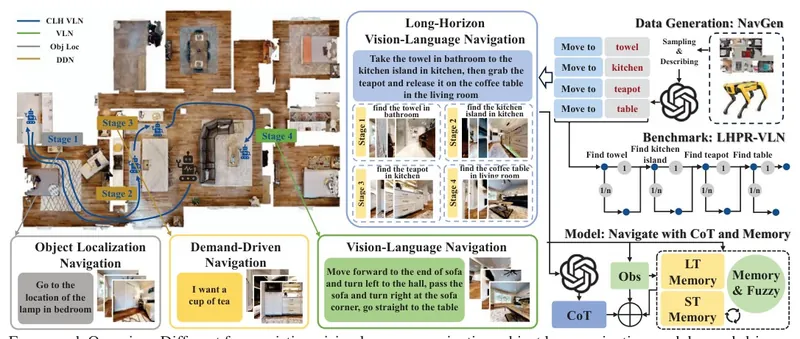 CLH VLN
VLN
Obj Loc
DDN
Stage 1
Stage 3
Stage 2
Stage 4
Object Localization
Navigation
Go to the
location of the
lamp in bedroom
Demand-Driven
Navigation
I want a
cup of tea
Vision-Language Navigation
Move forward to the end of sofa
and turn left to the hall, pass the
sofa and turn right at the sofa
corner, go straight to the table
Long-Horizon
Vision-Language Navigation
Take the towel in bathroom to the
kitchen island in kitchen, then grab the
teapot and release it on the coffee table
in the living room
Stage 1
find the towel in
bathroom
Stage 2
find the kitchen
island in kitchen
Stage 3
find the teapot
in kitchen
Stage 4
find the coffee table
in living room
Data Generation: NavGen
Move to towel
Move to kitchen
Move to teapot
Move to table
Sampling
&
Describing
Benchmark: LHPR-VLN
Find towel
Find kitchen
island
Find teapot
Find table
1 1 1 1
1/n 1/n 1/n 1/n
Model: Navigate with CoT and Memory
CoT
Obs
LT
Memory
ST
Memory
Memory
& Fuzzy